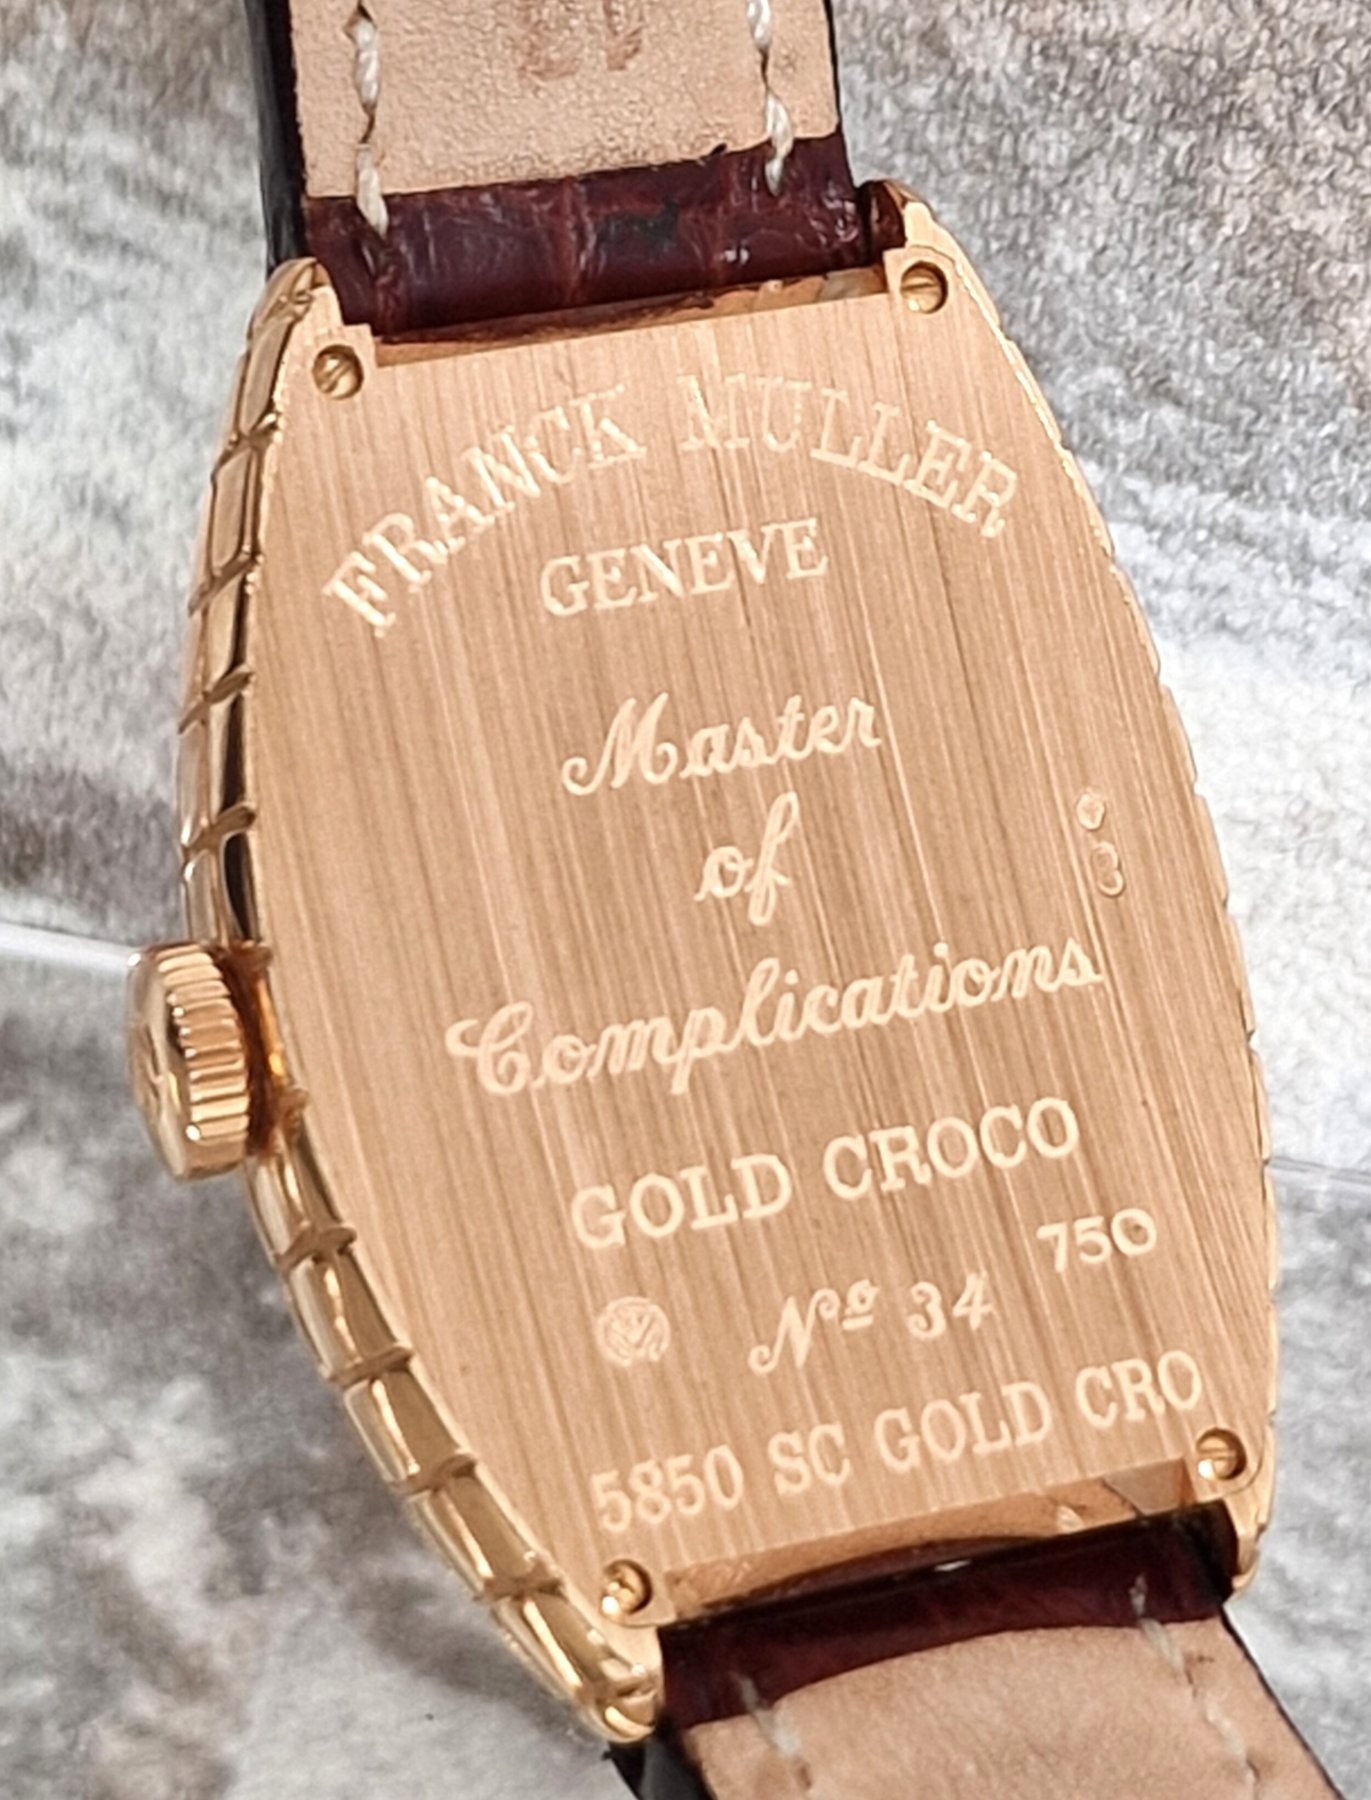 FRANCK MULLER
GENEVE
Master
of
Complications
GOLD CROCO
750
Nº 34
5850 SC GOLD CRO